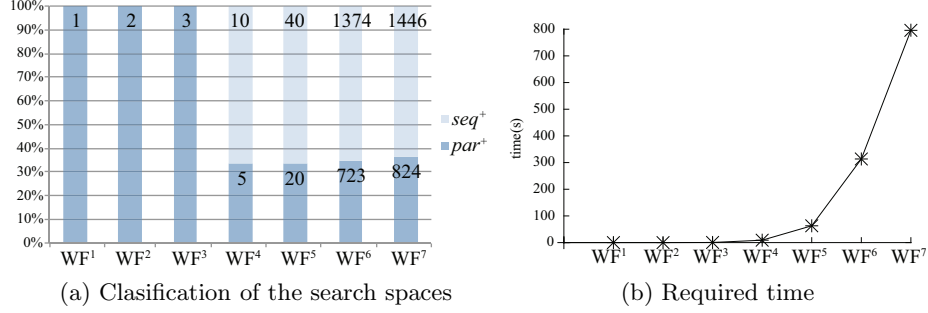 100%
90%
80%
70%
60%
50%
40%
30%
20%
10%
0%
1 2 3 10 40 1374 1446
5 20 723 824
WF1 WF2 WF3 WF4 WF5 WF6 WF7
seq+
par+
(a) Clasification of the search spaces
800
600
400
300
200
100
0
time(s)
WF1 WF2 WF3 WF4 WF5 WF6 WF7
(b) Required time